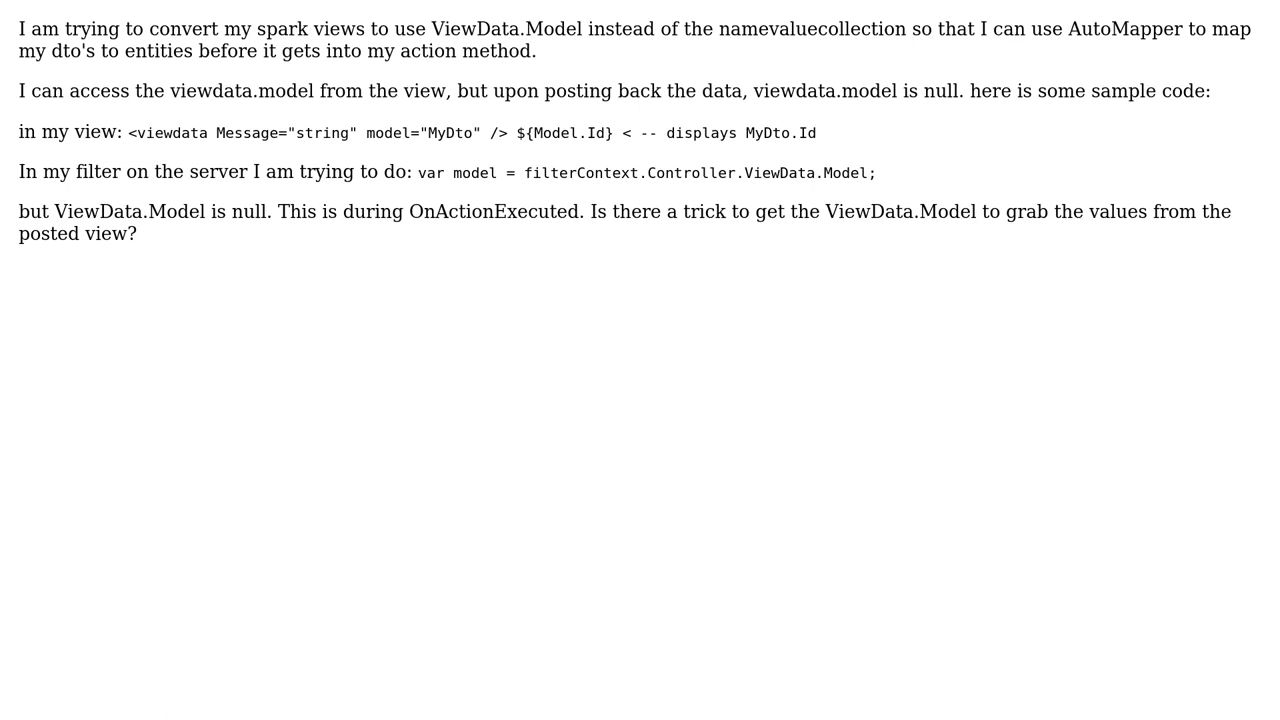 I am trying to convert my spark views to use ViewData.Model instead of the namevaluecollection so that I can use AutoMapper to map
my dto's to entities before it gets into my action method.
I can access the viewdata.model from the view, but upon posting back the data, viewdata.model is null. here is some sample code:
in my view: <viewdata Message="string" model="MyDto" /> ${Model.Id} < -- displays MyDto.Id
In my filter on the server I am trying to do: var model = filterContext.Controller.ViewData.Model;
but ViewData.Model is null. This is during OnActionExecuted. Is there a trick to get the ViewData.Model to grab the values from the
posted view?